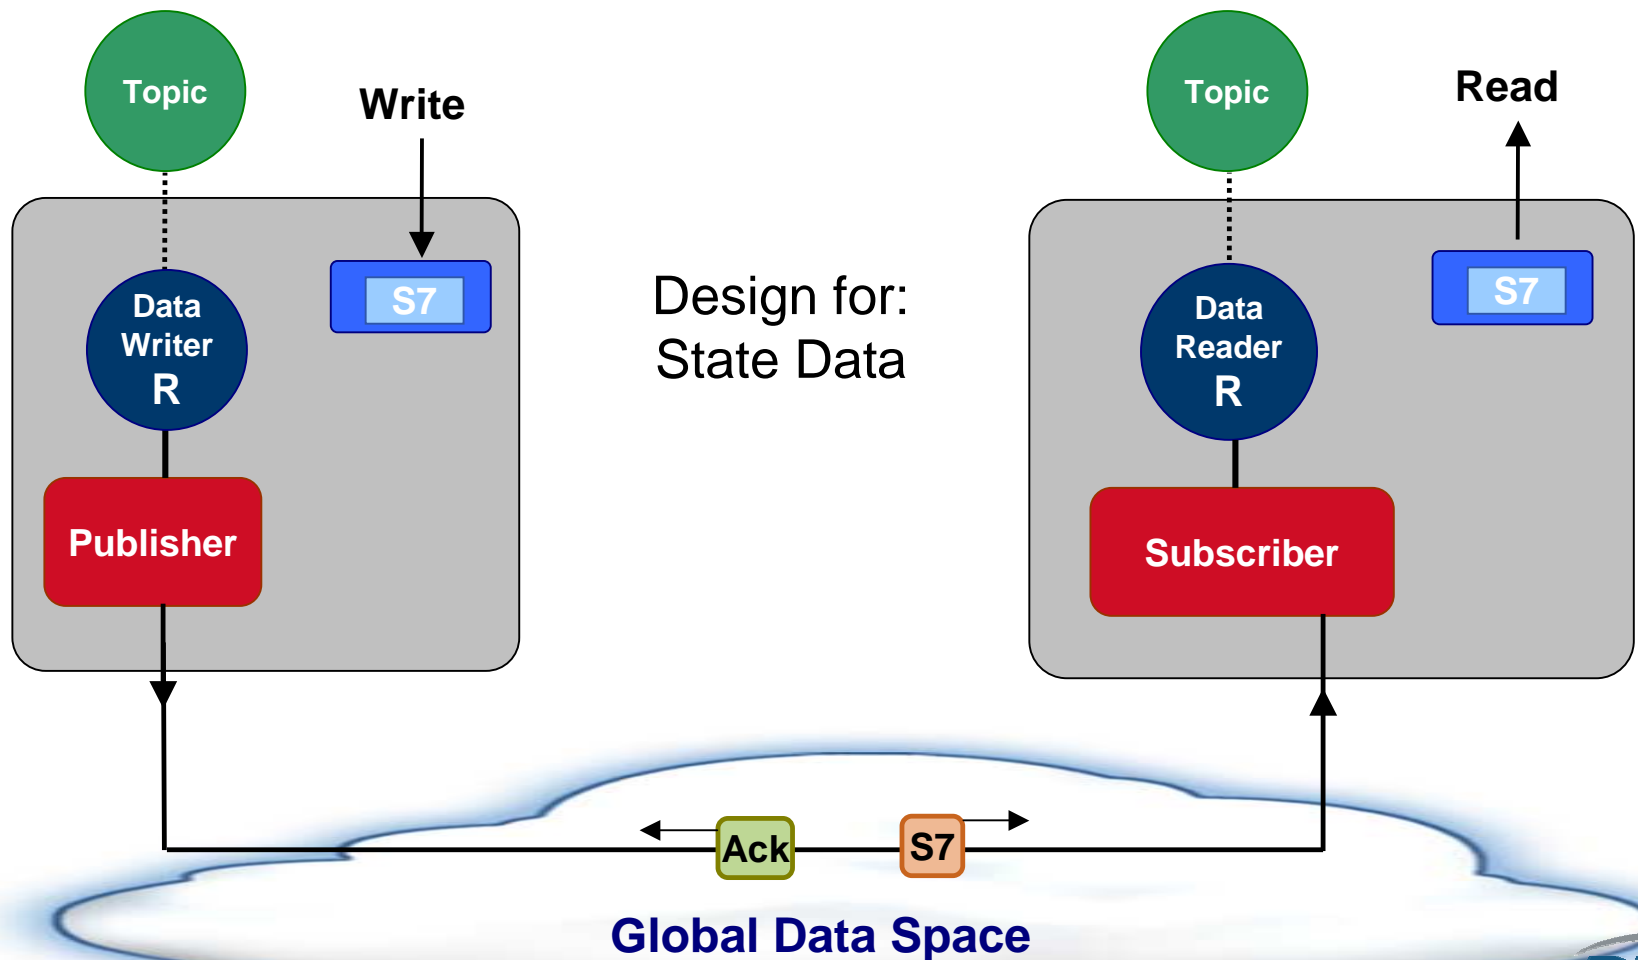 Topic
Write
Topic
Read
Data
Writer
R
S7
Design for:
State Data
Data
Reader
R
S7
Publisher
Subscriber
Ack
S7
Global Data Space